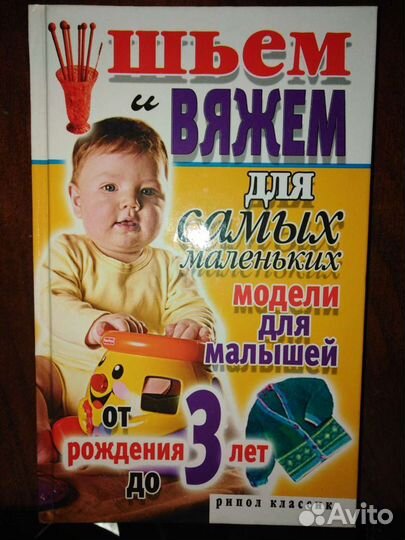 шьем
и
ВЯЖЕМ
для
самых
маленьких
модели
для
малышей
от
рождения
до
3 лет
рипол классик
Avito